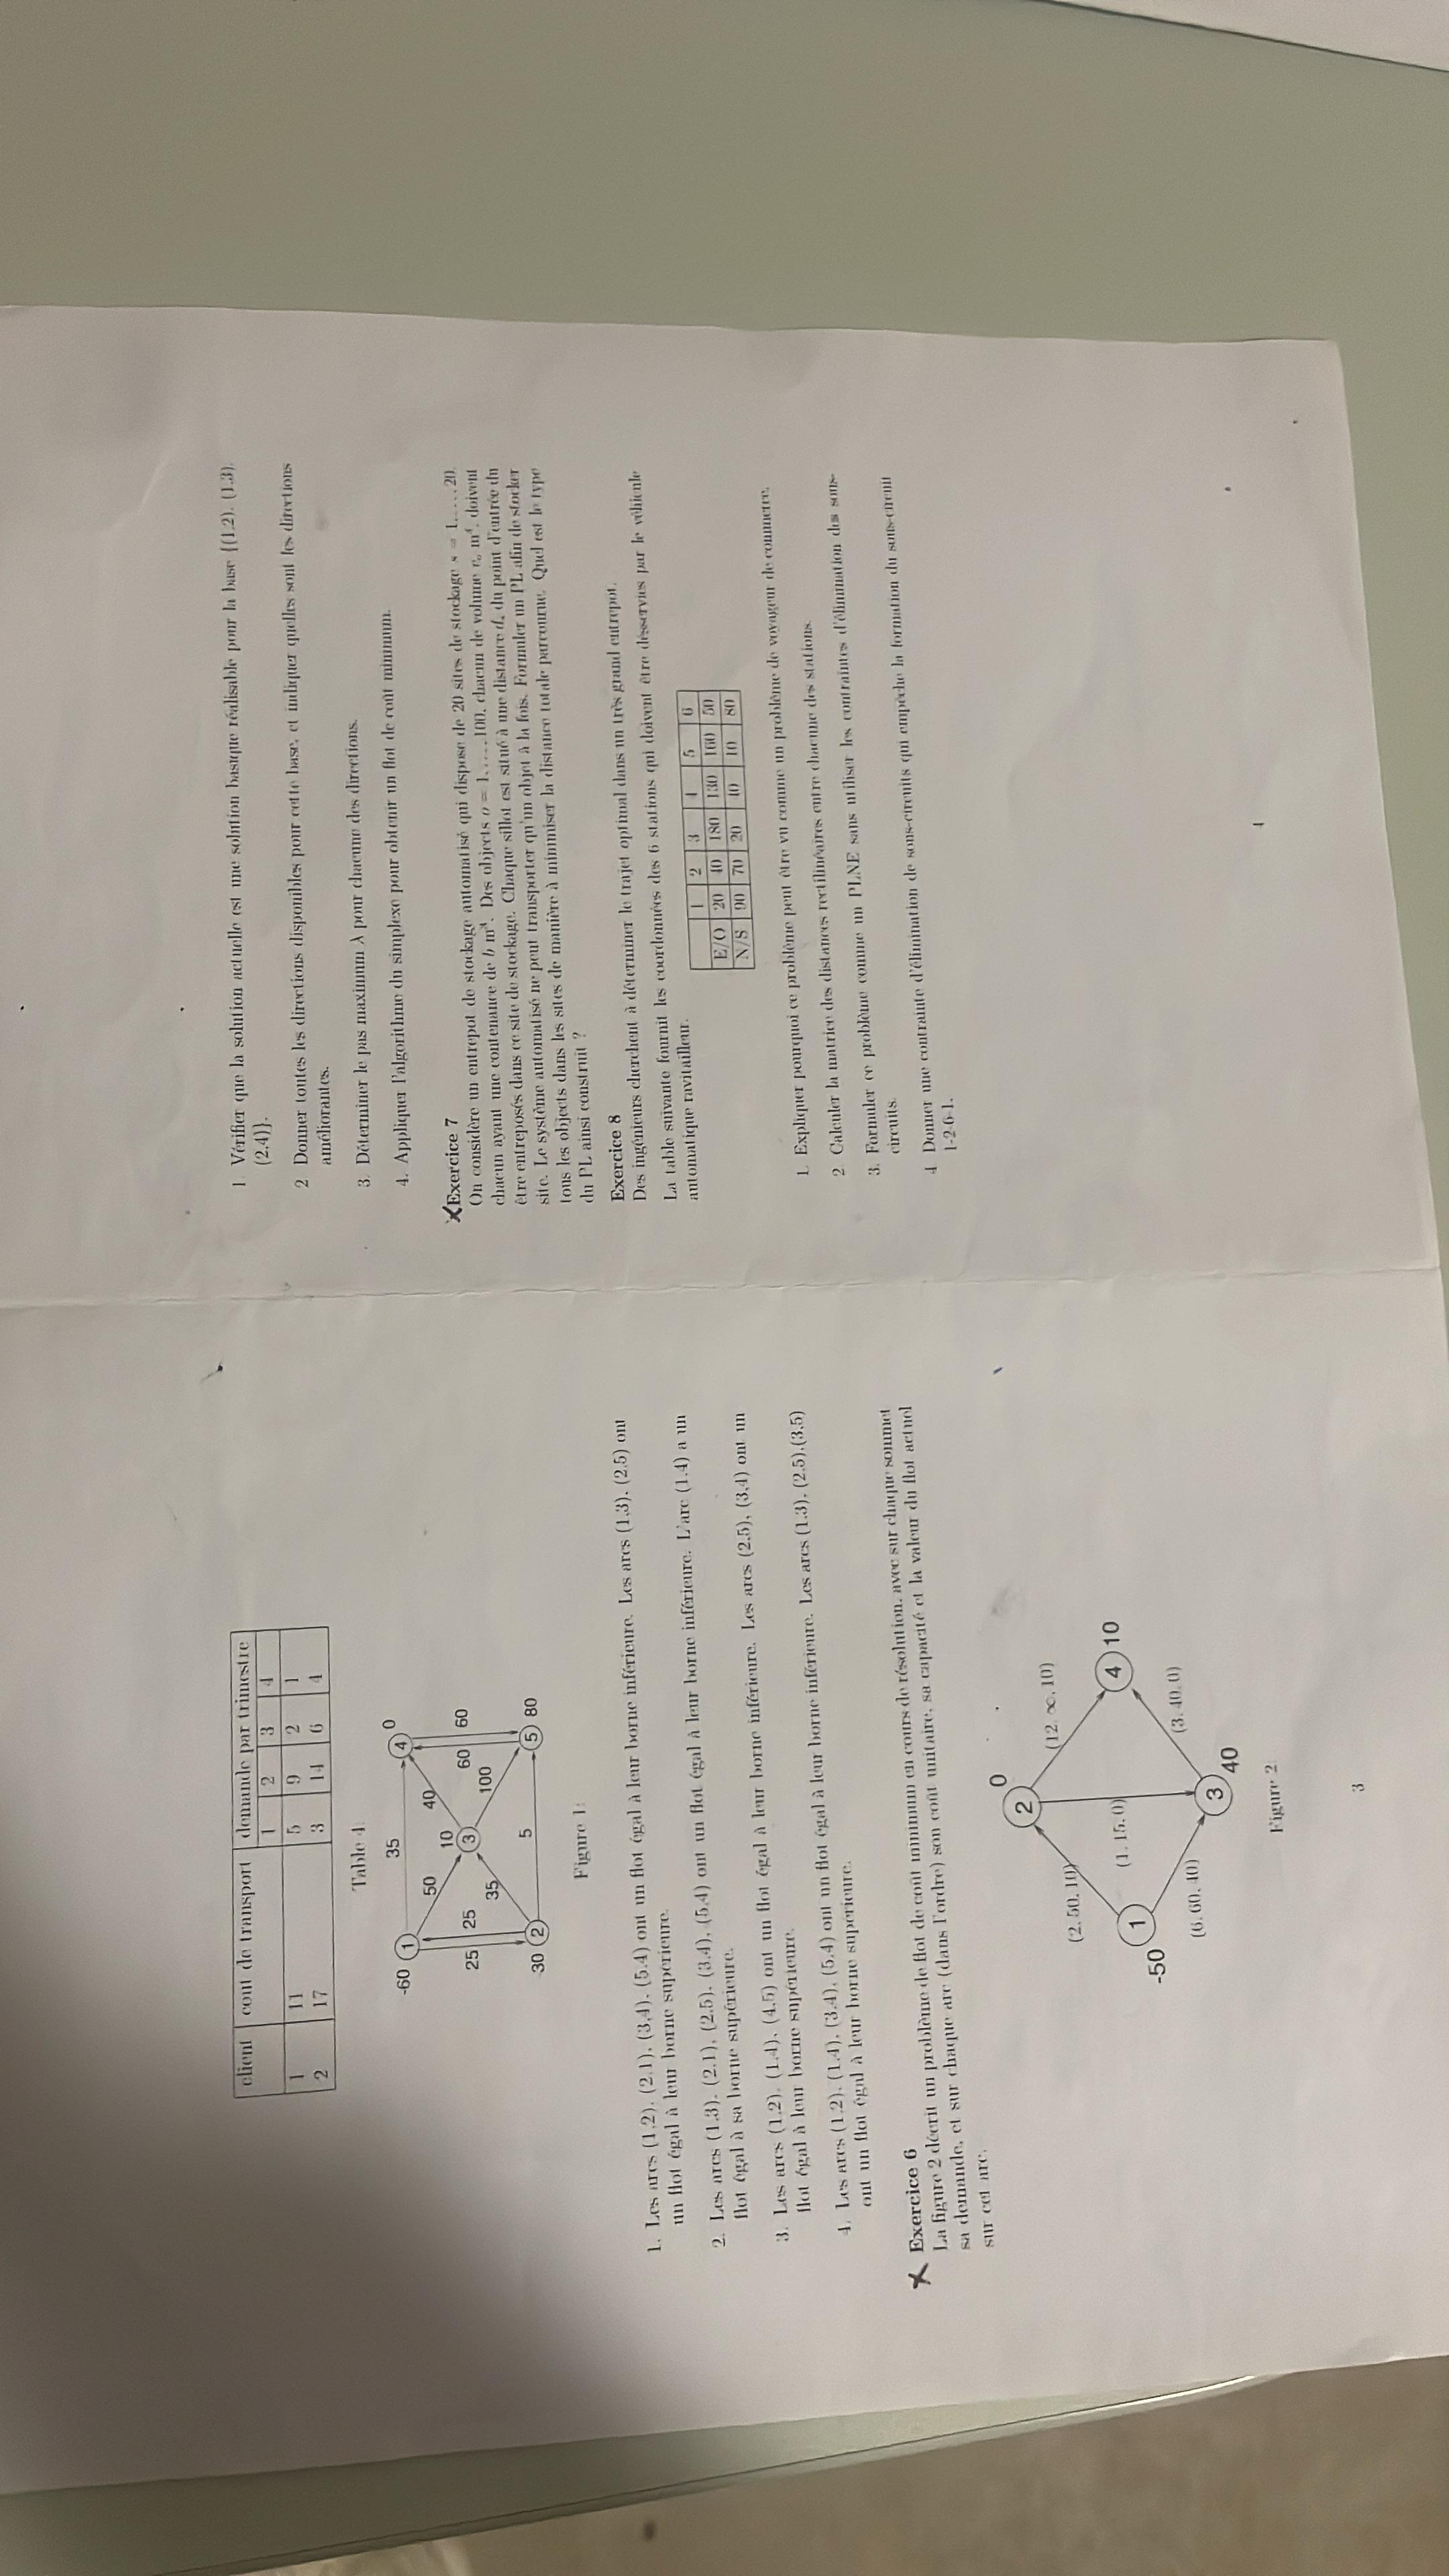 client cout de transport demande par trimestre
1 2 3 4
1 11 5 9 2 1
2 17 3 14 6 4
Table 4:
35
-60 1 4 0
50 40
10
25 25 3 60 60
35 100
5
30 2 5 80
Figure 1:
1. Les arcs (1,2), (2,1), (3,4), (5,4) ont un flot égal à leur borne inférieure. Les arcs (1,3), (2,5) ont
un flot égal à leur borne supérieure.
2. Les arcs (1,3), (2,1), (2,5), (3,4), (5,4) ont un flot égal à leur borne inférieure. L'arc (1,4) a un
flot égal à sa borne supérieure.
3. Les arcs (1,2), (1,4), (4,5) ont un flot égal à leur borne inférieure. Les arcs (2,5), (3,4) ont un
flot égal à leur borne supérieure.
4. Les arcs (1,2), (1,4), (3,4), (5,4) ont un flot égal à leur borne inférieure. Les arcs (1,3), (2,5),(3,5)
ont un flot égal à leur borne supérieure.
Exercice 6
La figure 2 décrit un problème de flot de coût minimum en cours de résolution, avec sur chaque sommet
sa demande, et sur chaque arc (dans l'ordre) son coût unitaire, sa capacité et la valeur du flot actuel
sur cet arc.
0
2
(12, ∞, 10)
(2, 50, 10)
(1, 15, 0)
4 10
1
-50
(3, 40, 0)
(6, 60, 40)
3
40
Figure 2:
3
1. Vérifier que la solution actuelle est une solution basique réalisable pour la base {(1,2), (1,3),
(2,4)}.
2. Donner toutes les directions disponibles pour cette base, et indiquer quelles sont les directions
améliorantes.
3. Déterminer le pas maximum λ pour chacune des directions.
4. Appliquer l'algorithme du simplexe pour obtenir un flot de coût minimum.
Exercice 7
On considère un entrepot de stockage automatisé qui dispose de 20 sites de stockage s = 1, . . . , 20,
chacun ayant une contenance de b m³. Des objects o = 1, . . . , 100, chacun de volume vₒ m³, doivent
être entreposés dans ce site de stockage. Chaque sillot est situé à une distance dₛ du point d'entrée du
site. Le système automatisé ne peut transporter qu'un objet à la fois. Formuler un PL afin de stocker
tous les objects dans les sites de manière à minimiser la distance totale parcourue. Quel est le type
du PL ainsi construit ?
Exercice 8
Des ingénieurs cherchent à déterminer le trajet optimal dans un très grand entrepot.
La table suivante fournit les coordonnées des 6 stations qui doivent être désservies par le véhicule
automatique ravitailleur.
1 2 3 4 5 6
E/O 20 40 180 130 160 50
N/S 90 70 20 40 10 80
1. Expliquer pourquoi ce problème peut être vu comme un problème de voyageur de commerce.
2. Calculer la matrice des distances rectilinéaires entre chacune des stations.
3. Formuler ce problème comme un PLNE sans utiliser les contraintes d'élimination des sous-
circuits.
4. Donner une contrainte d'élimination de sous-circuits qui empêche la formation du sous-circuit
1-2-6-1.
4